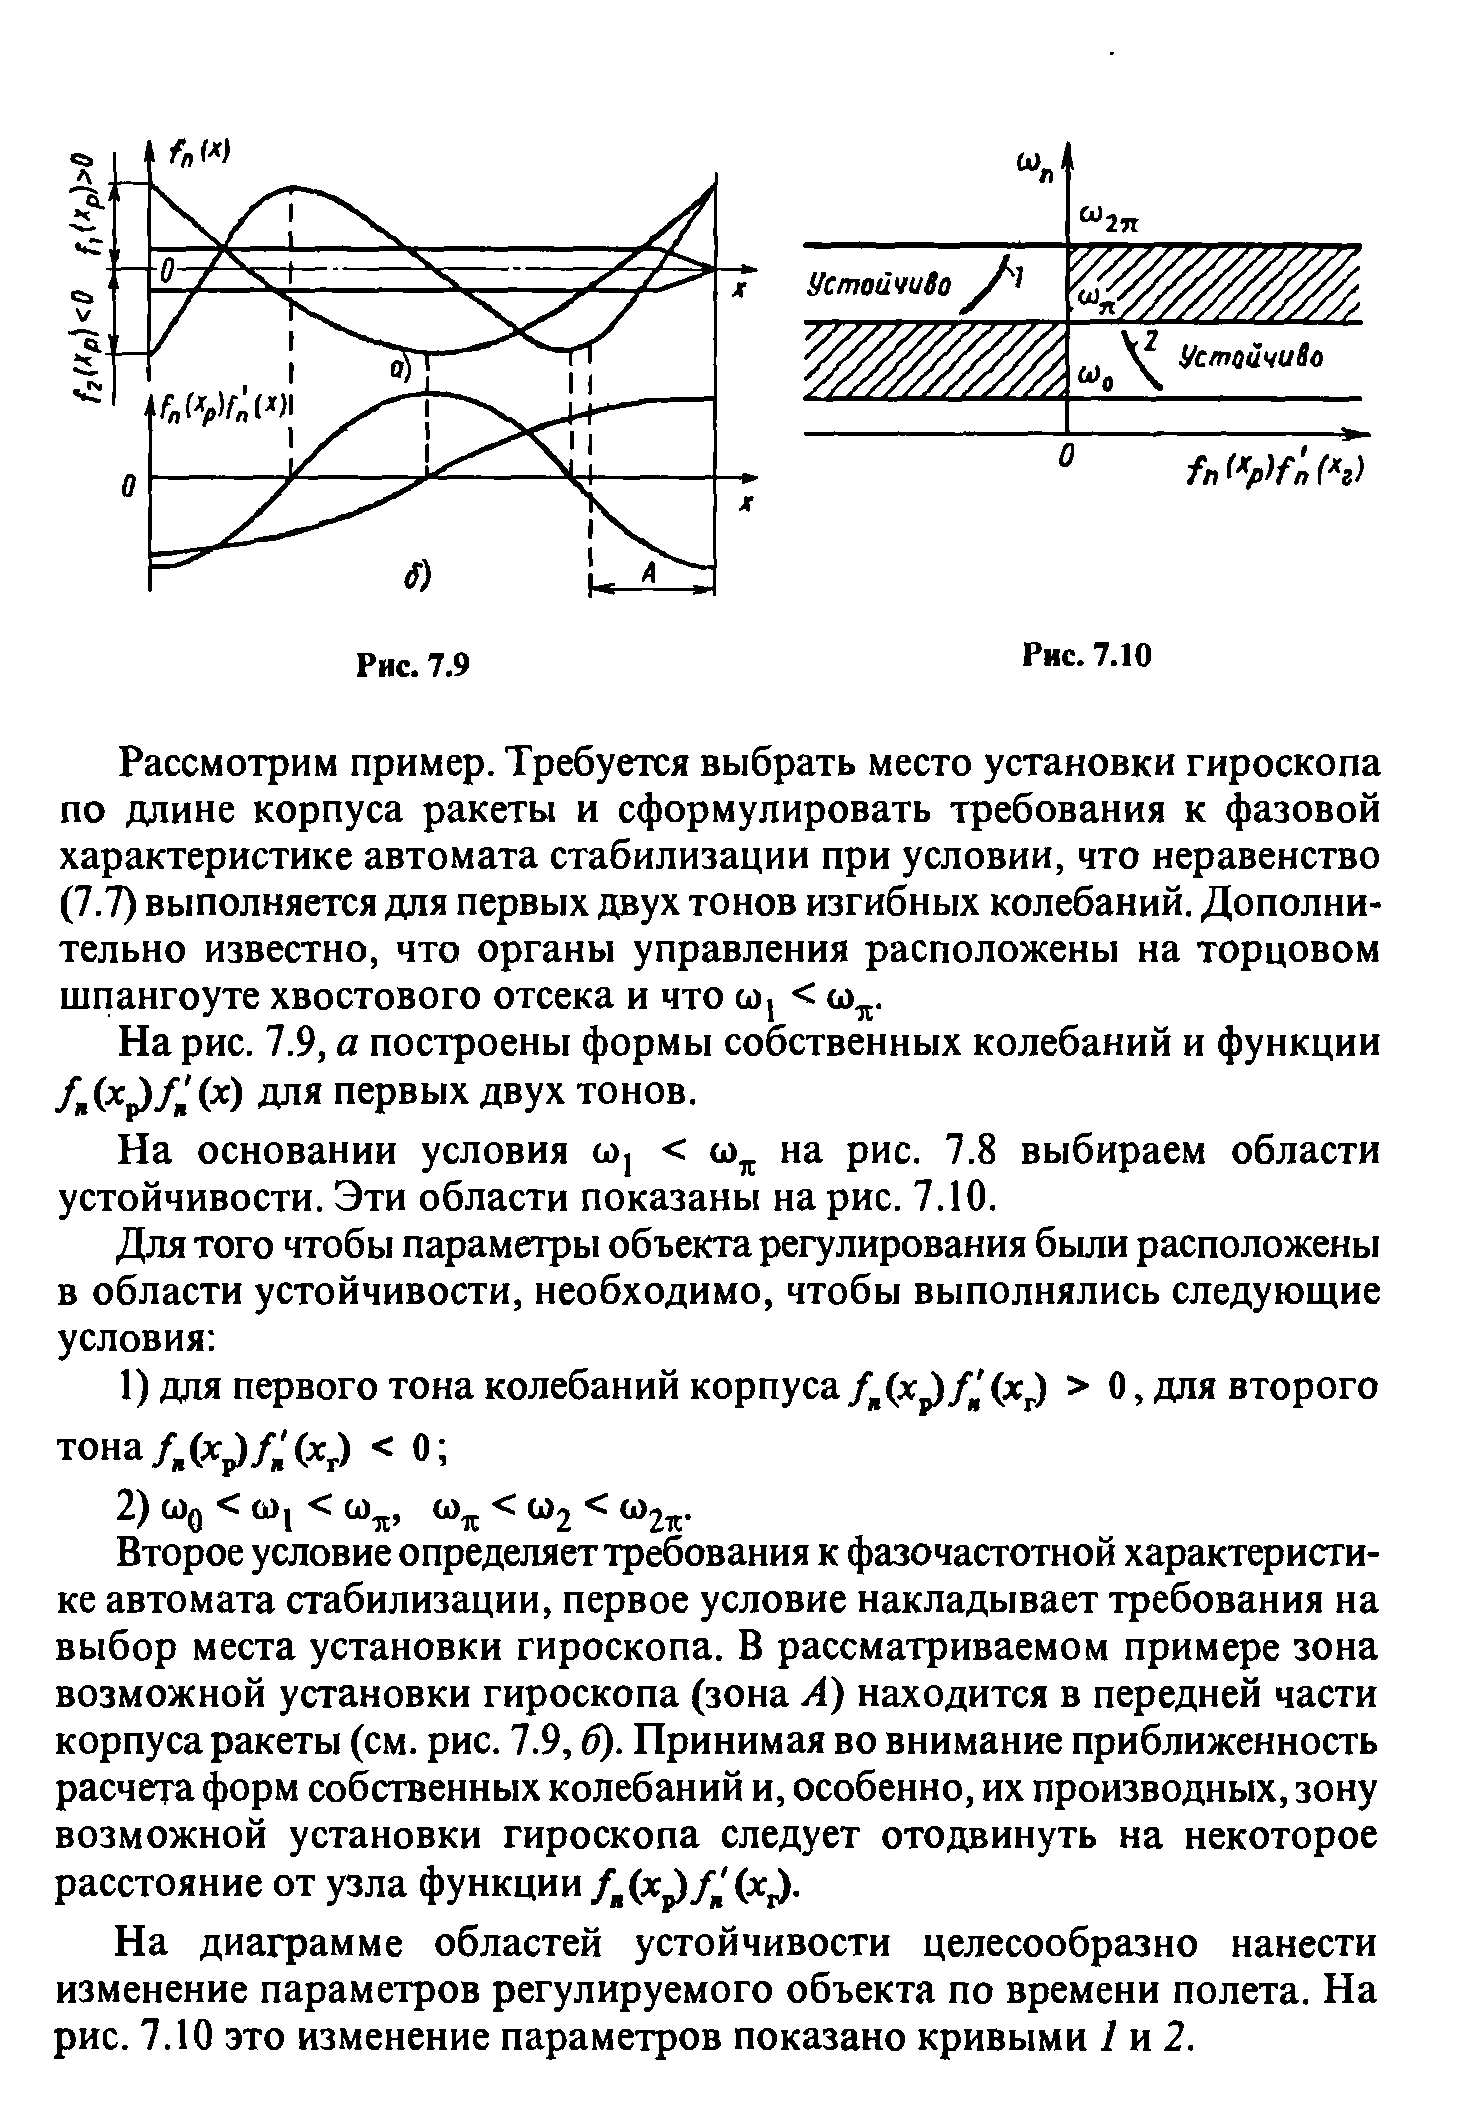 fₙ(x)
f₁(xₚ)>0
f₂(xₚ)<0
0
x
а)
fₙ(xₚ)f'ₙ(x)
0
x
A
б)
Рис. 7.9
ωₙ
ω₂π
Устойчиво
1
ωπ
2
Устойчиво
ω₀
0
fₙ(xₚ)f'ₙ(xг)
Рис. 7.10
Рассмотрим пример. Требуется выбрать место установки гироскопа
по длине корпуса ракеты и сформулировать требования к фазовой
характеристике автомата стабилизации при условии, что неравенство
(7.7) выполняется для первых двух тонов изгибных колебаний. Дополни-
тельно известно, что органы управления расположены на торцовом
шпангоуте хвостового отсека и что ω₁ < ωπ.
На рис. 7.9, а построены формы собственных колебаний и функции
fₙ(xₚ)f'ₙ(x) для первых двух тонов.
На основании условия ω₁ < ωπ на рис. 7.8 выбираем области
устойчивости. Эти области показаны на рис. 7.10.
Для того чтобы параметры объекта регулирования были расположены
в области устойчивости, необходимо, чтобы выполнялись следующие
условия:
1) для первого тона колебаний корпуса fₙ(xₚ)f'ₙ(xг) > 0, для второго
тона fₙ(xₚ)f'ₙ(xг) < 0;
2) ω₀ < ω₁ < ωπ, ωπ < ω₂ < ω₂π.
Второе условие определяет требования к фазочастотной характеристи-
ке автомата стабилизации, первое условие накладывает требования на
выбор места установки гироскопа. В рассматриваемом примере зона
возможной установки гироскопа (зона А) находится в передней части
корпуса ракеты (см. рис. 7.9, б). Принимая во внимание приближенность
расчета форм собственных колебаний и, особенно, их производных, зону
возможной установки гироскопа следует отодвинуть на некоторое
расстояние от узла функции fₙ(xₚ)f'ₙ(xг).
На диаграмме областей устойчивости целесообразно нанести
изменение параметров регулируемого объекта по времени полета. На
рис. 7.10 это изменение параметров показано кривыми 1 и 2.